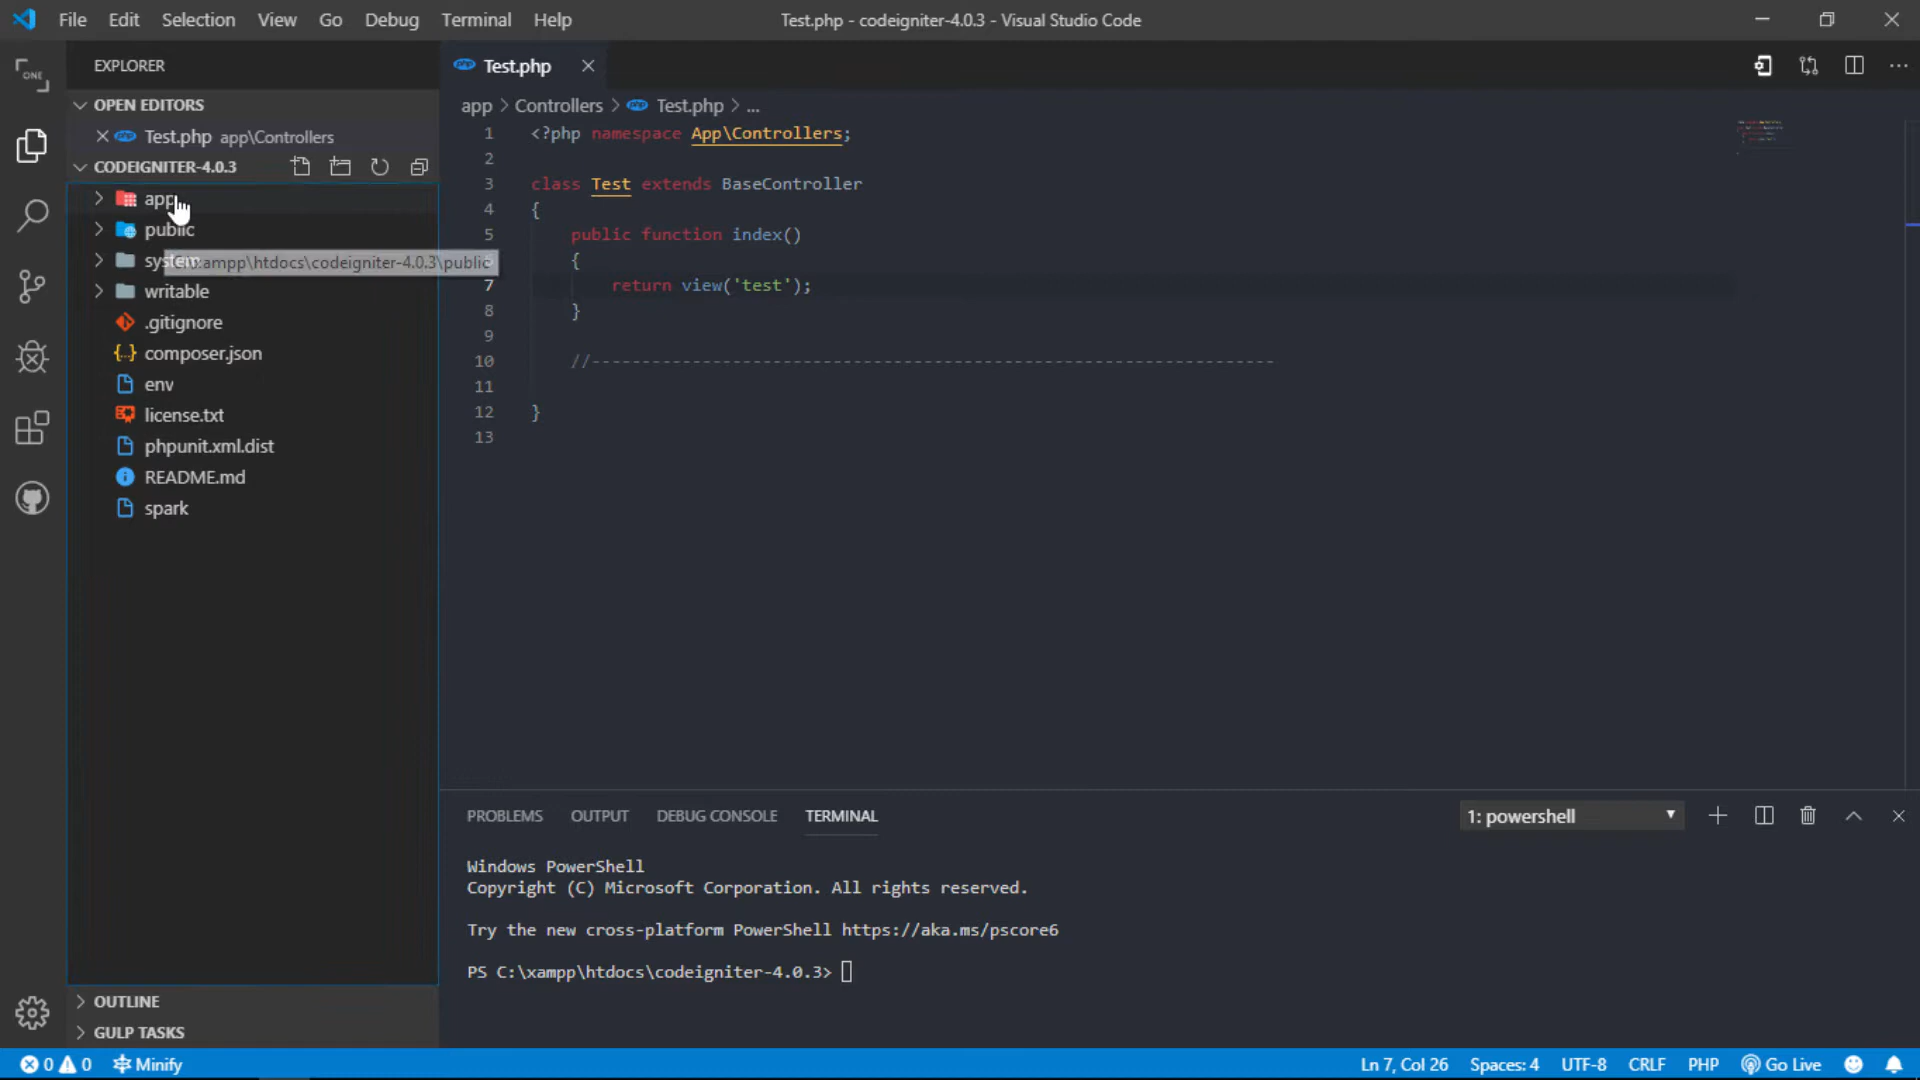 File Edit Selection View Go Debug Terminal Help
Test.php - codeigniter-4.0.3 - Visual Studio Code
ONE
EXPLORER
OPEN EDITORS
Test.php app\Controllers
CODEIGNITER-4.0.3
app
public
system
xampp\htdocs\codeigniter-4.0.3\public
writable
.gitignore
composer.json
env
license.txt
phpunit.xml.dist
README.md
spark
OUTLINE
GULP TASKS
php Test.php
app > Controllers > php Test.php > ...
1 <?php namespace App\Controllers;
2
3 class Test extends BaseController
4 {
5 public function index()
6 {
7 return view('test');
8 }
9
10 //--------------------------------------------------------------------
11
12 }
13
PROBLEMS OUTPUT DEBUG CONSOLE TERMINAL
1: powershell
Windows PowerShell
Copyright (C) Microsoft Corporation. All rights reserved.
Try the new cross-platform PowerShell https://aka.ms/pscore6
PS C:\xampp\htdocs\codeigniter-4.0.3>
0 0 Minify
Ln 7, Col 26 Spaces: 4 UTF-8 CRLF PHP Go Live